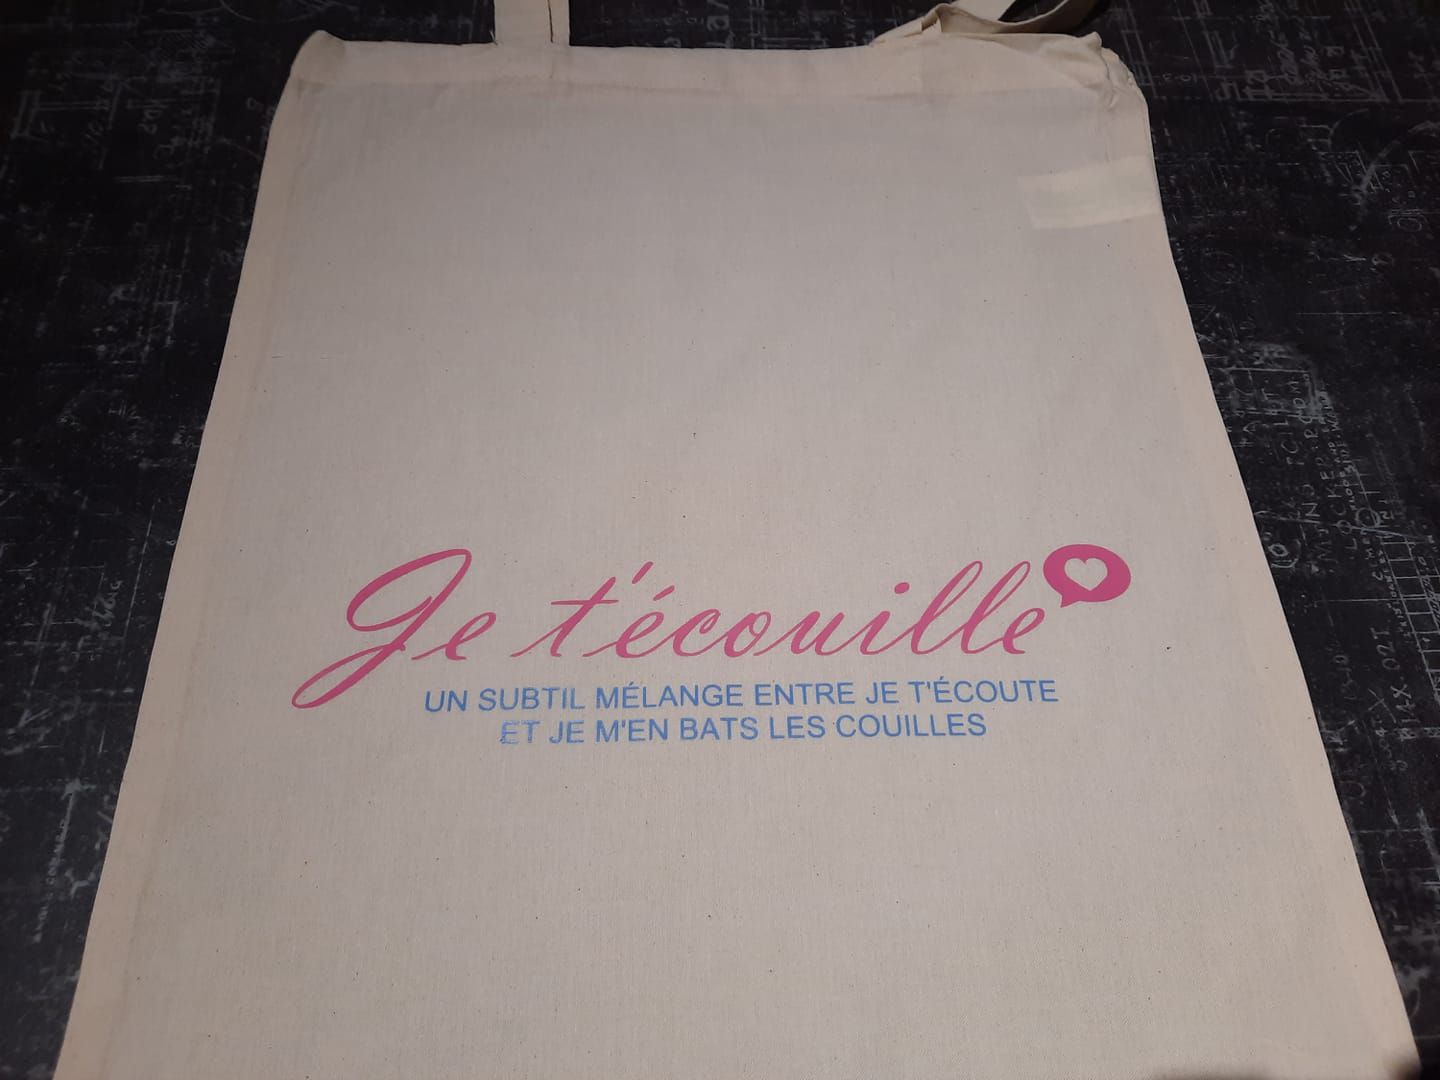 Je t'écouille
UN SUBTIL MÉLANGE ENTRE JE T'ÉCOUTE
ET JE M'EN BATS LES COUILLES